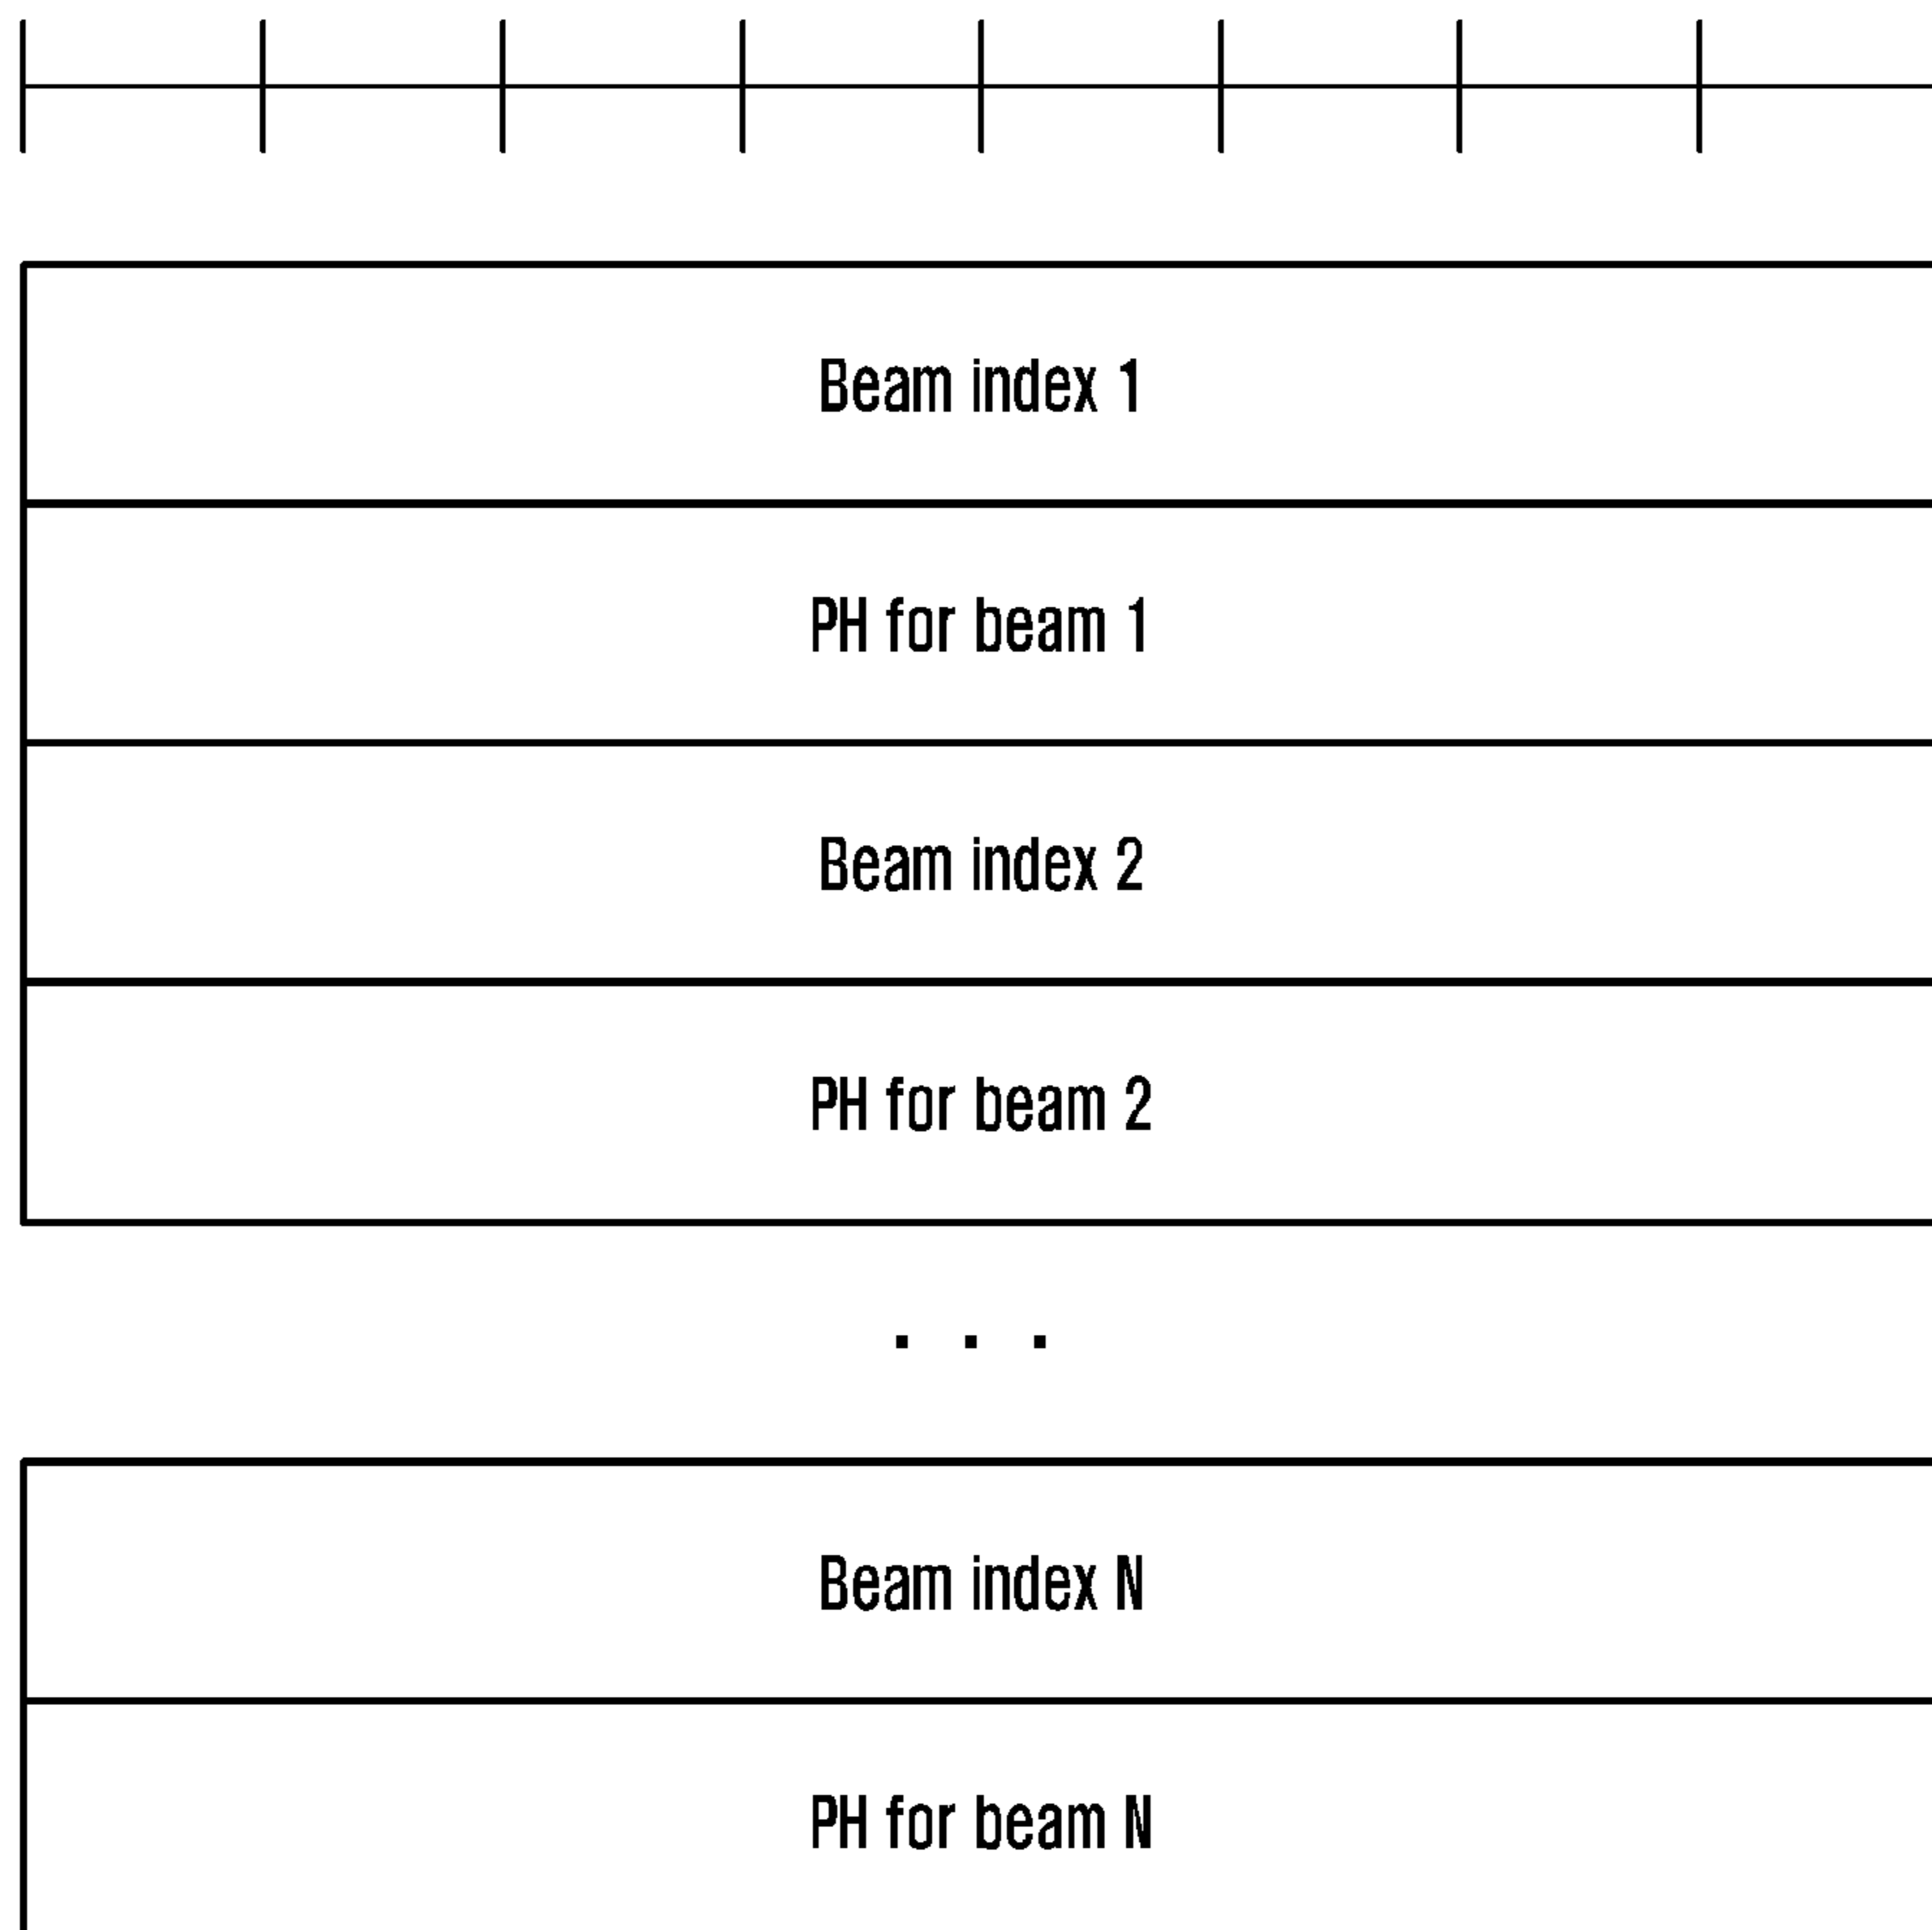 Beam index 1
PH for beam 1
Beam index 2
PH for beam 2
. . .
Beam index N
PH for beam N